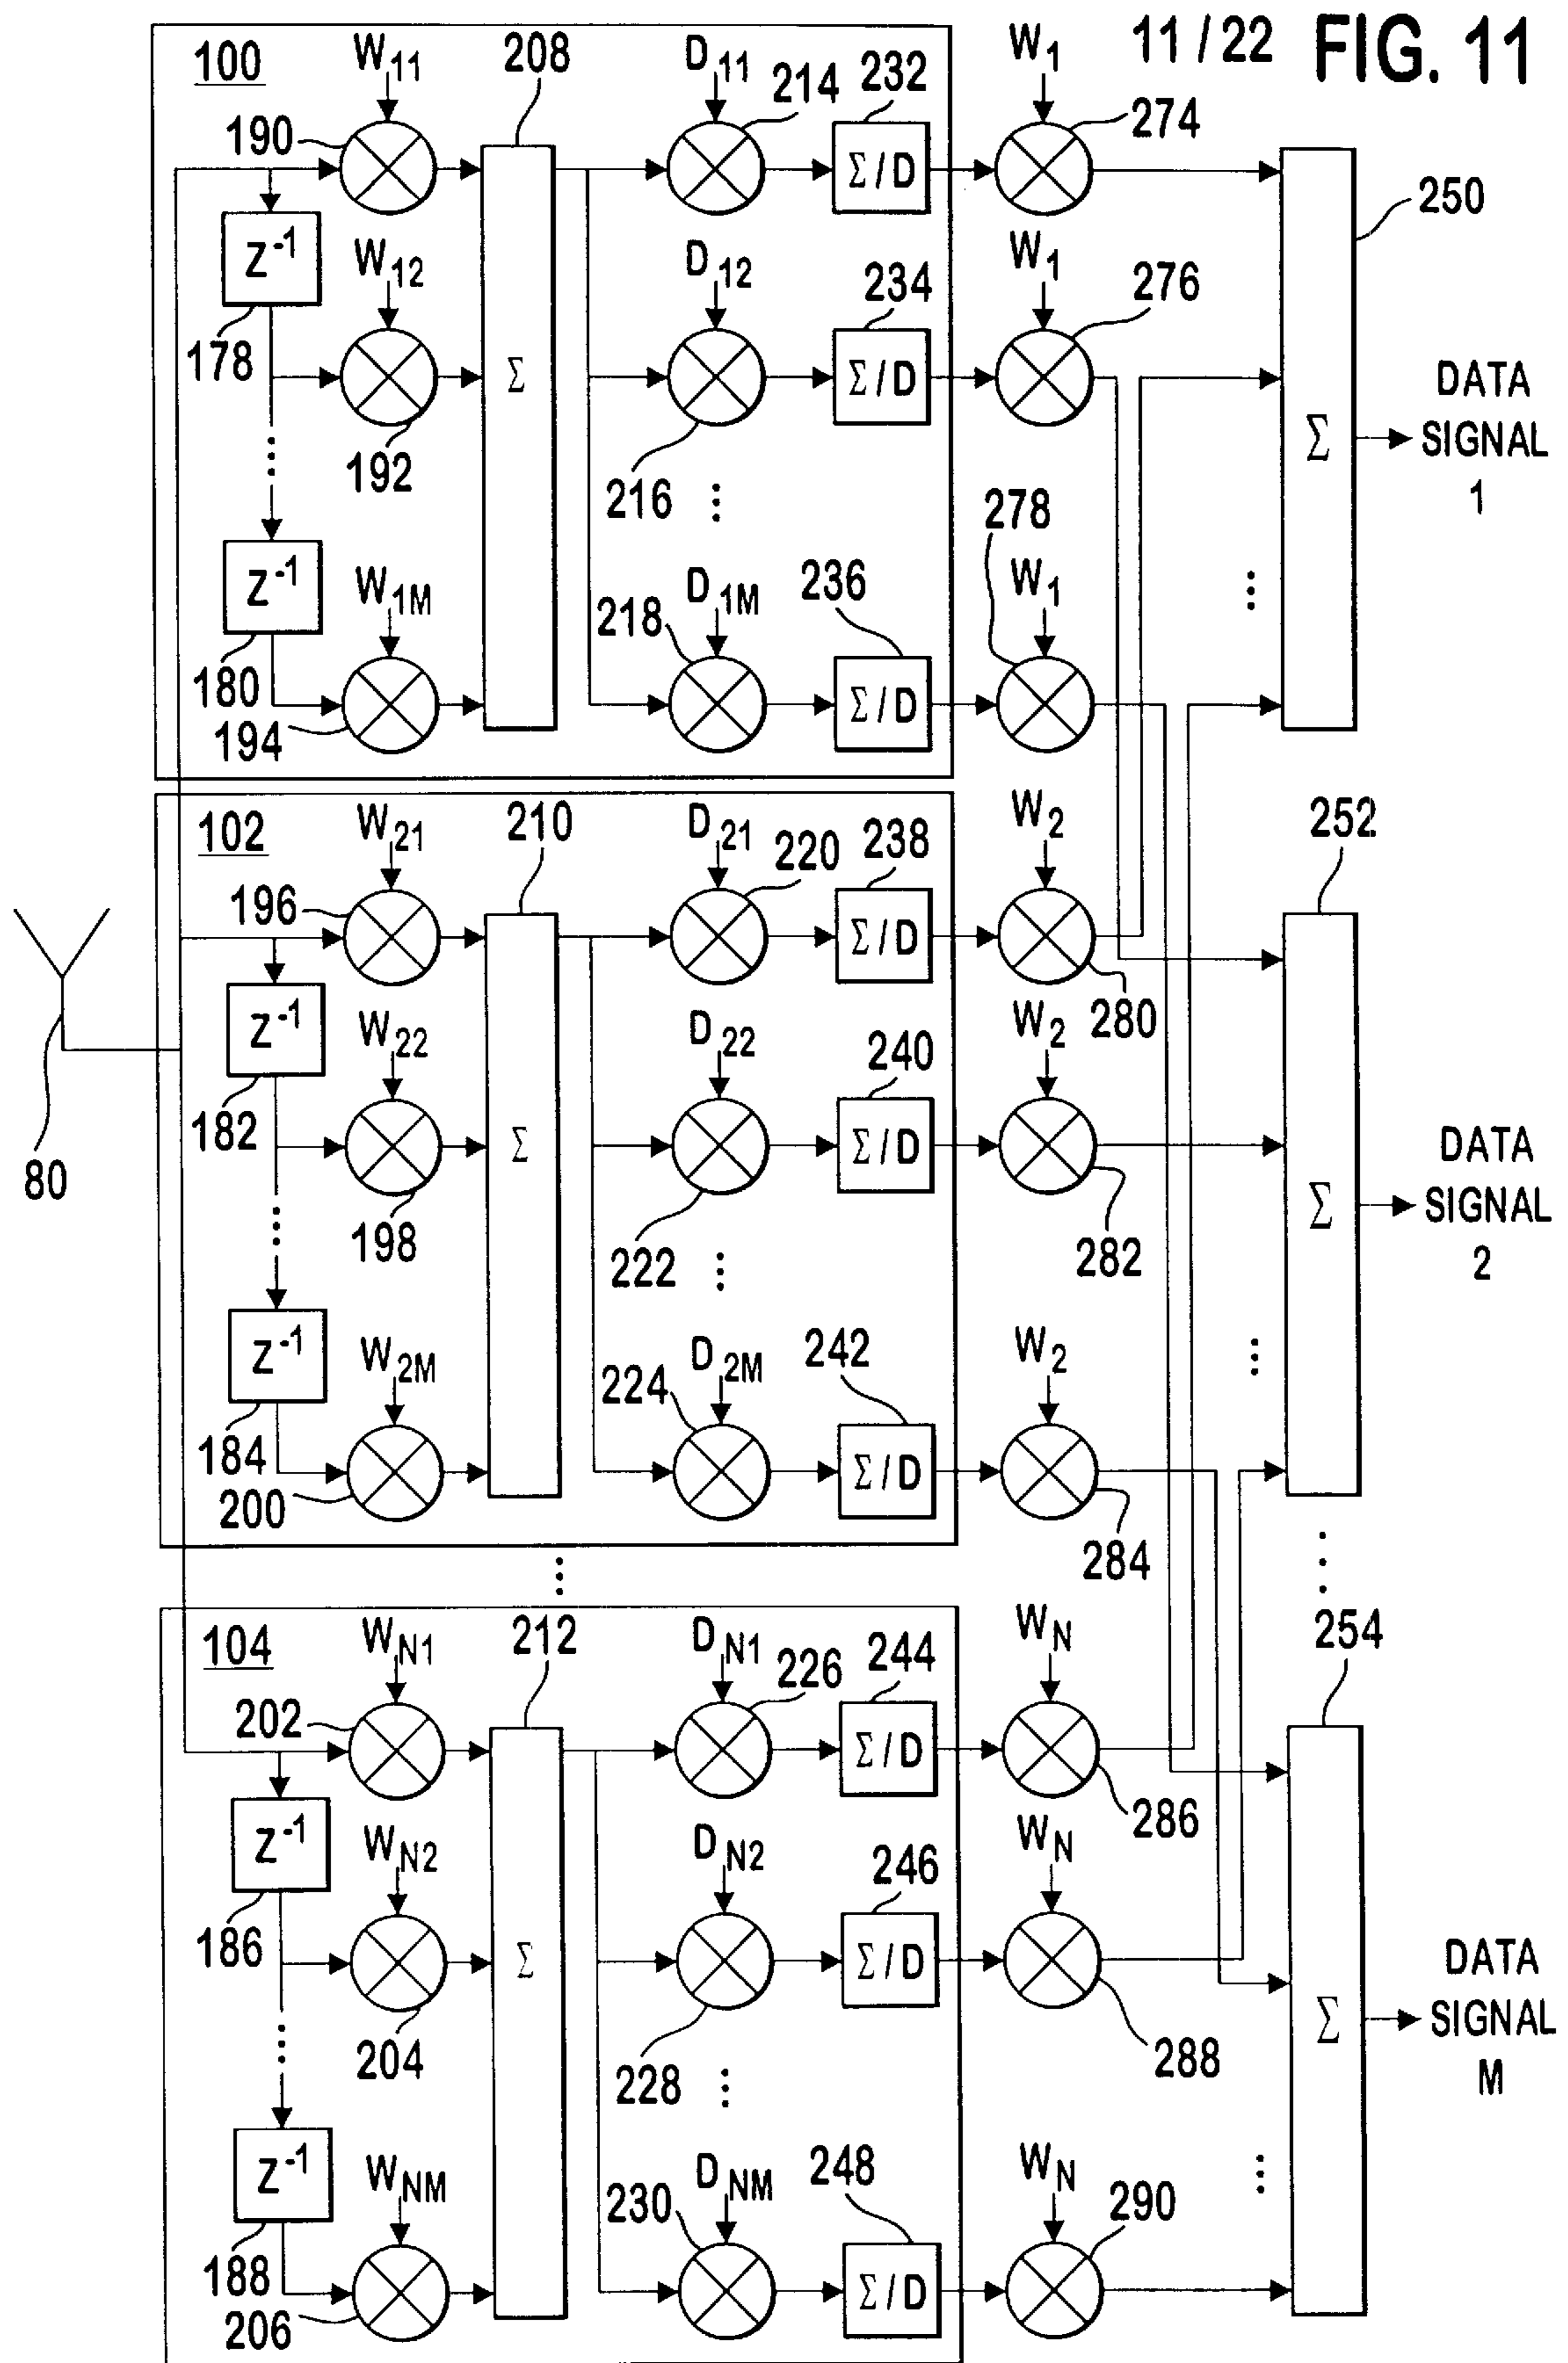 11 / 22 FIG. 11
100 W11 208 D11 232 W1
190 214 274
Σ/D
250
Z-1 W12 D12 234 W1 276
178
Σ Σ/D
DATA
Σ SIGNAL
1
192 216 278
...
Z-1 W1M D1M 236 W1
218
180 Σ/D
194
102 W21 210 D21 238 W2 252
196 220
Σ/D
Z-1 W22 D22 240 W2 280
182
Σ Σ/D
80
DATA
Σ SIGNAL
2
198 222 282
...
Z-1 W2M D2M 242 W2
224
184 Σ/D
200 284
...
104 WN1 212 DN1 244 WN 254
202 226
Σ/D
Z-1 WN2 DN2 246 WN 286
186
Σ Σ/D
DATA
Σ SIGNAL
M
204 228 288
...
Z-1 WNM DNM 248 WN
230 290
188 Σ/D
206